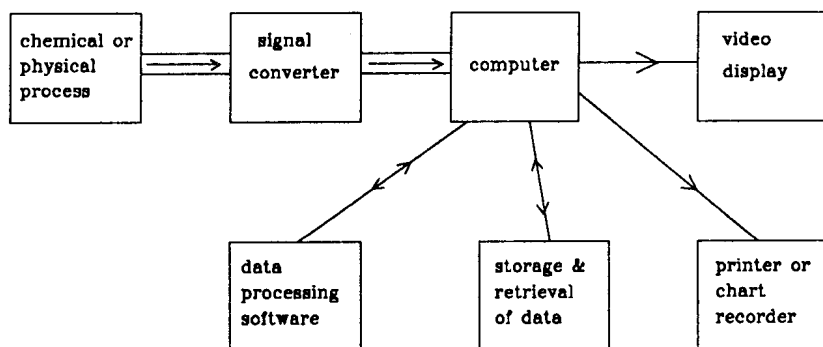 chemical or
physical
process
signal
converter
computer
video
display
data
processing
software
storage &
retrieval
of data
printer or
chart
recorder